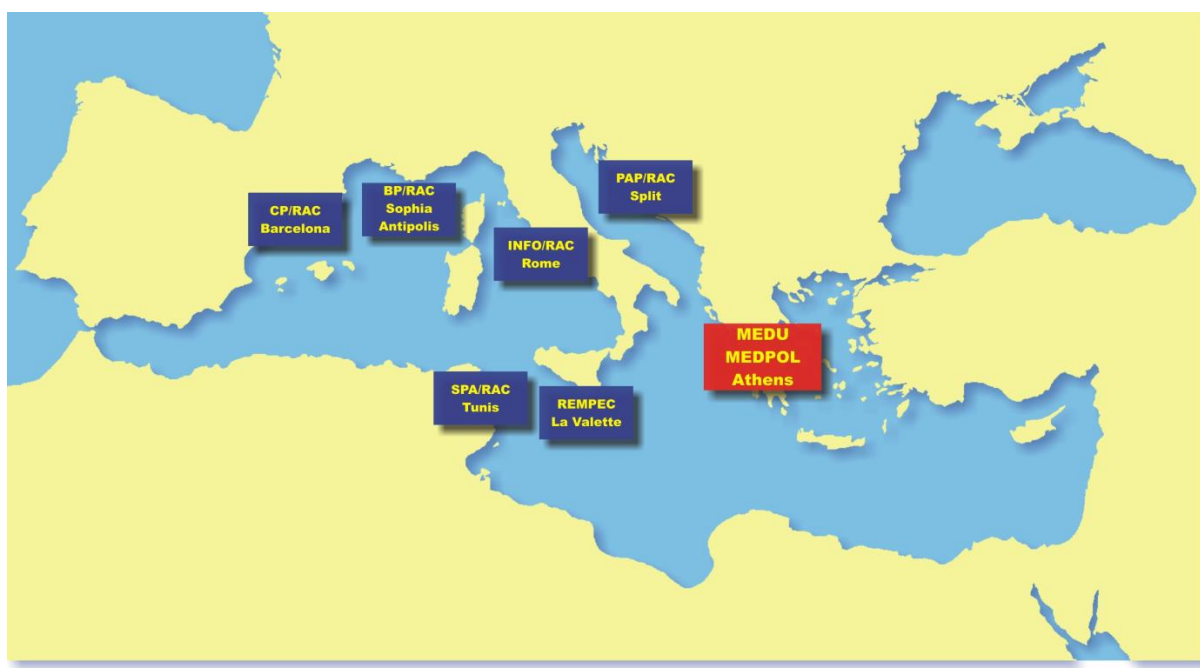 CP/RAC
Barcelona
BP/RAC
Sophia
Antipolis
INFO/RAC
Rome
PAP/RAC
Split
MEDU
MEDPOL
Athens
SPA/RAC
Tunis
REMPEC
La Valette